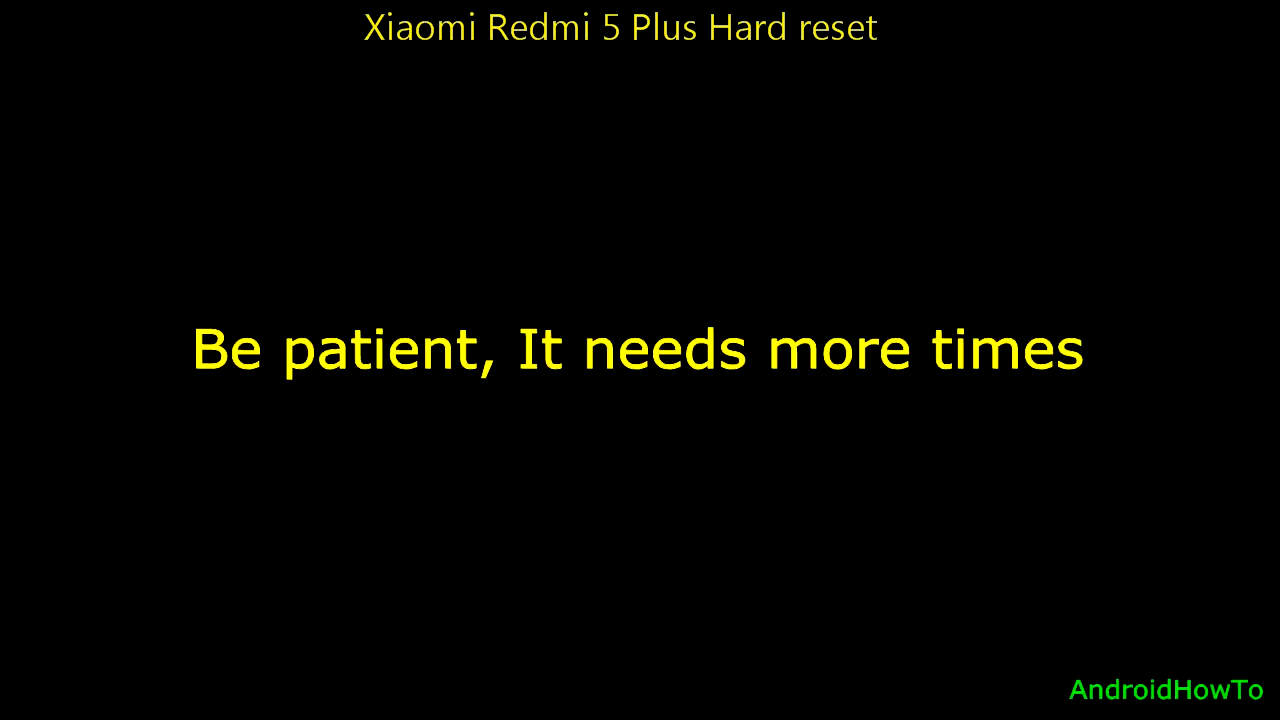 Xiaomi Redmi 5 Plus Hard reset
Be patient, It needs more times
AndroidHowTo